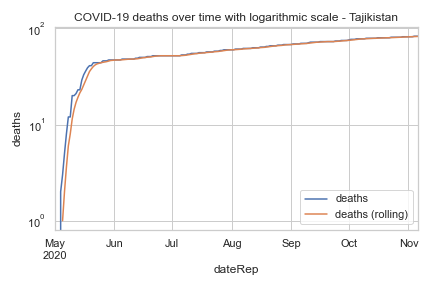 COVID-19 deaths over time with logarithmic scale - Tajikistan
10²
10¹
10⁰
deaths
May Jun Jul Aug Sep Oct Nov
2020
dateRep
deaths
deaths (rolling)